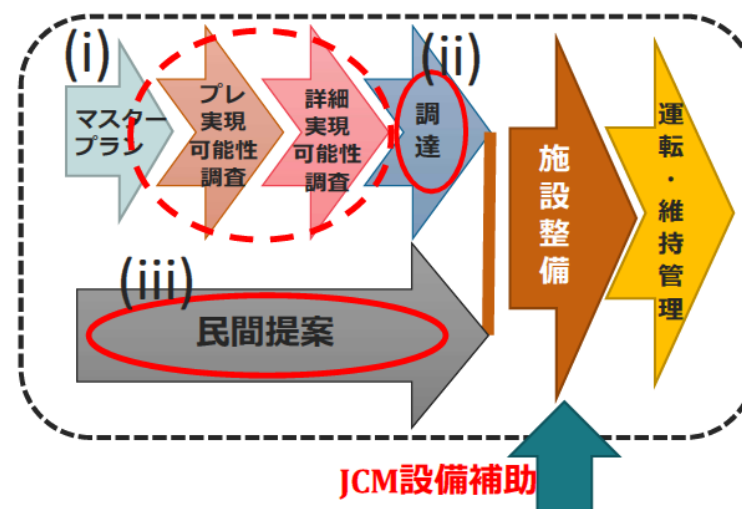 (i)
マスター
プラン
プレ
実現
可能性
調査
詳細
実現
可能性
調査
(ii)
調
達
施設整備
運転・維持管理
(iii)
民間提案
JCM設備補助